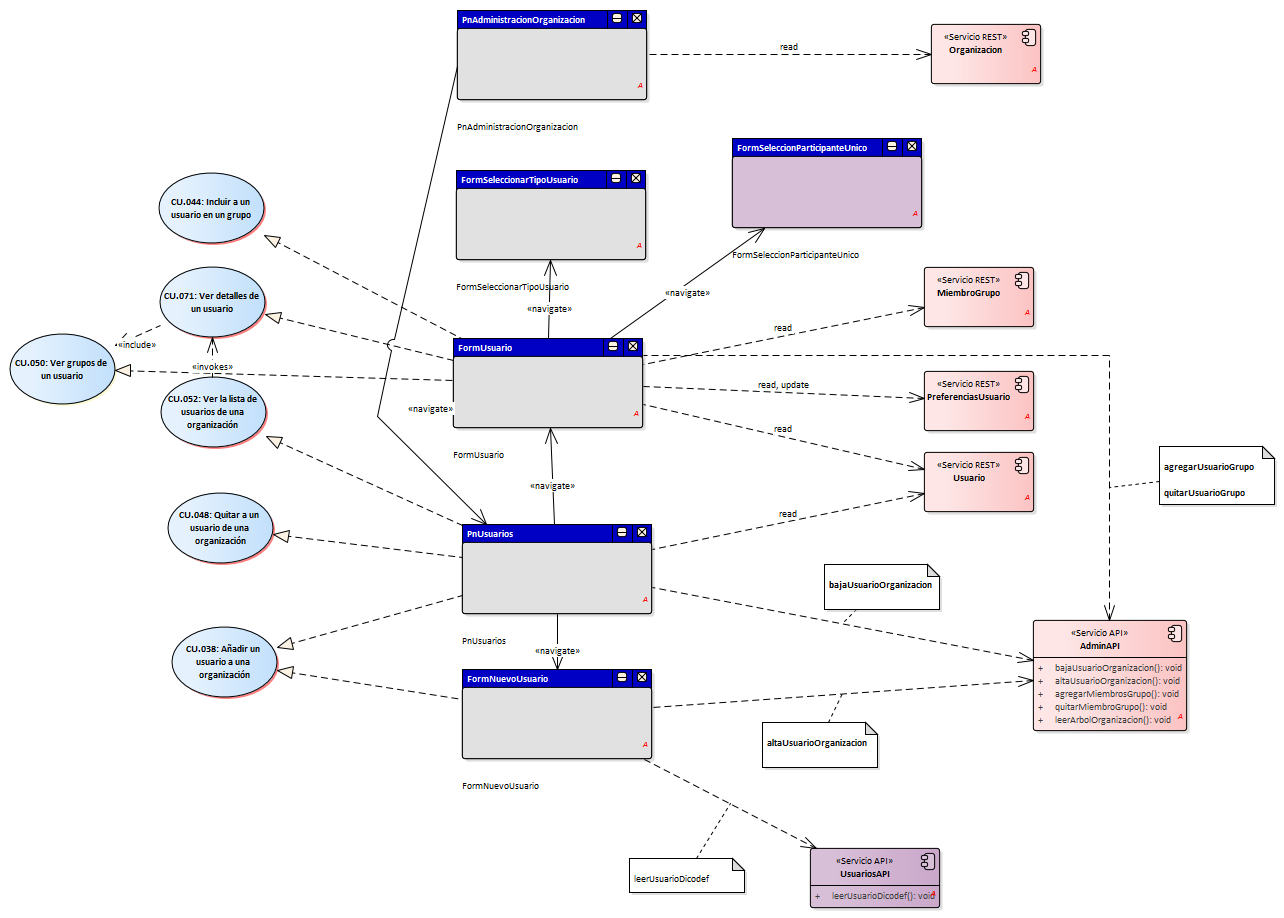 PnAdministracionOrganizacion
A
PnAdministracionOrganizacion
read
«Servicio REST»
Organizacion
A
FormSeleccionParticipanteUnico
A
FormSeleccionParticipanteUnico
FormSeleccionarTipoUsuario
A
FormSeleccionarTipoUsuario
«navigate»
«navigate»
CU.044: Incluir a un
usuario en un grupo
CU.071: Ver detalles de
un usuario
«include»
CU.050: Ver grupos de
un usuario
«invokes»
CU.052: Ver la lista de
usuarios de una
organización
FormUsuario
A
FormUsuario
«navigate»
«navigate»
read
«Servicio REST»
MiembroGrupo
A
read, update
«Servicio REST»
PreferenciasUsuario
A
read
«Servicio REST»
Usuario
A
read
agregarUsuarioGrupo
quitarUsuarioGrupo
CU.048: Quitar a un
usuario de una
organización
PnUsuarios
A
PnUsuarios
«navigate»
bajaUsuarioOrganizacion
CU.038: Añadir un
usuario a una
organización
FormNuevoUsuario
A
FormNuevoUsuario
altaUsuarioOrganizacion
«Servicio API»
AdminAPI
+ bajaUsuarioOrganizacion(): void
+ altaUsuarioOrganizacion(): void
+ agregarMiembrosGrupo(): void
+ quitarMiembroGrupo(): void
+ leerArbolOrganizacion(): void
A
leerUsuarioDicodef
«Servicio API»
UsuariosAPI
+ leerUsuarioDicodef(): void
A